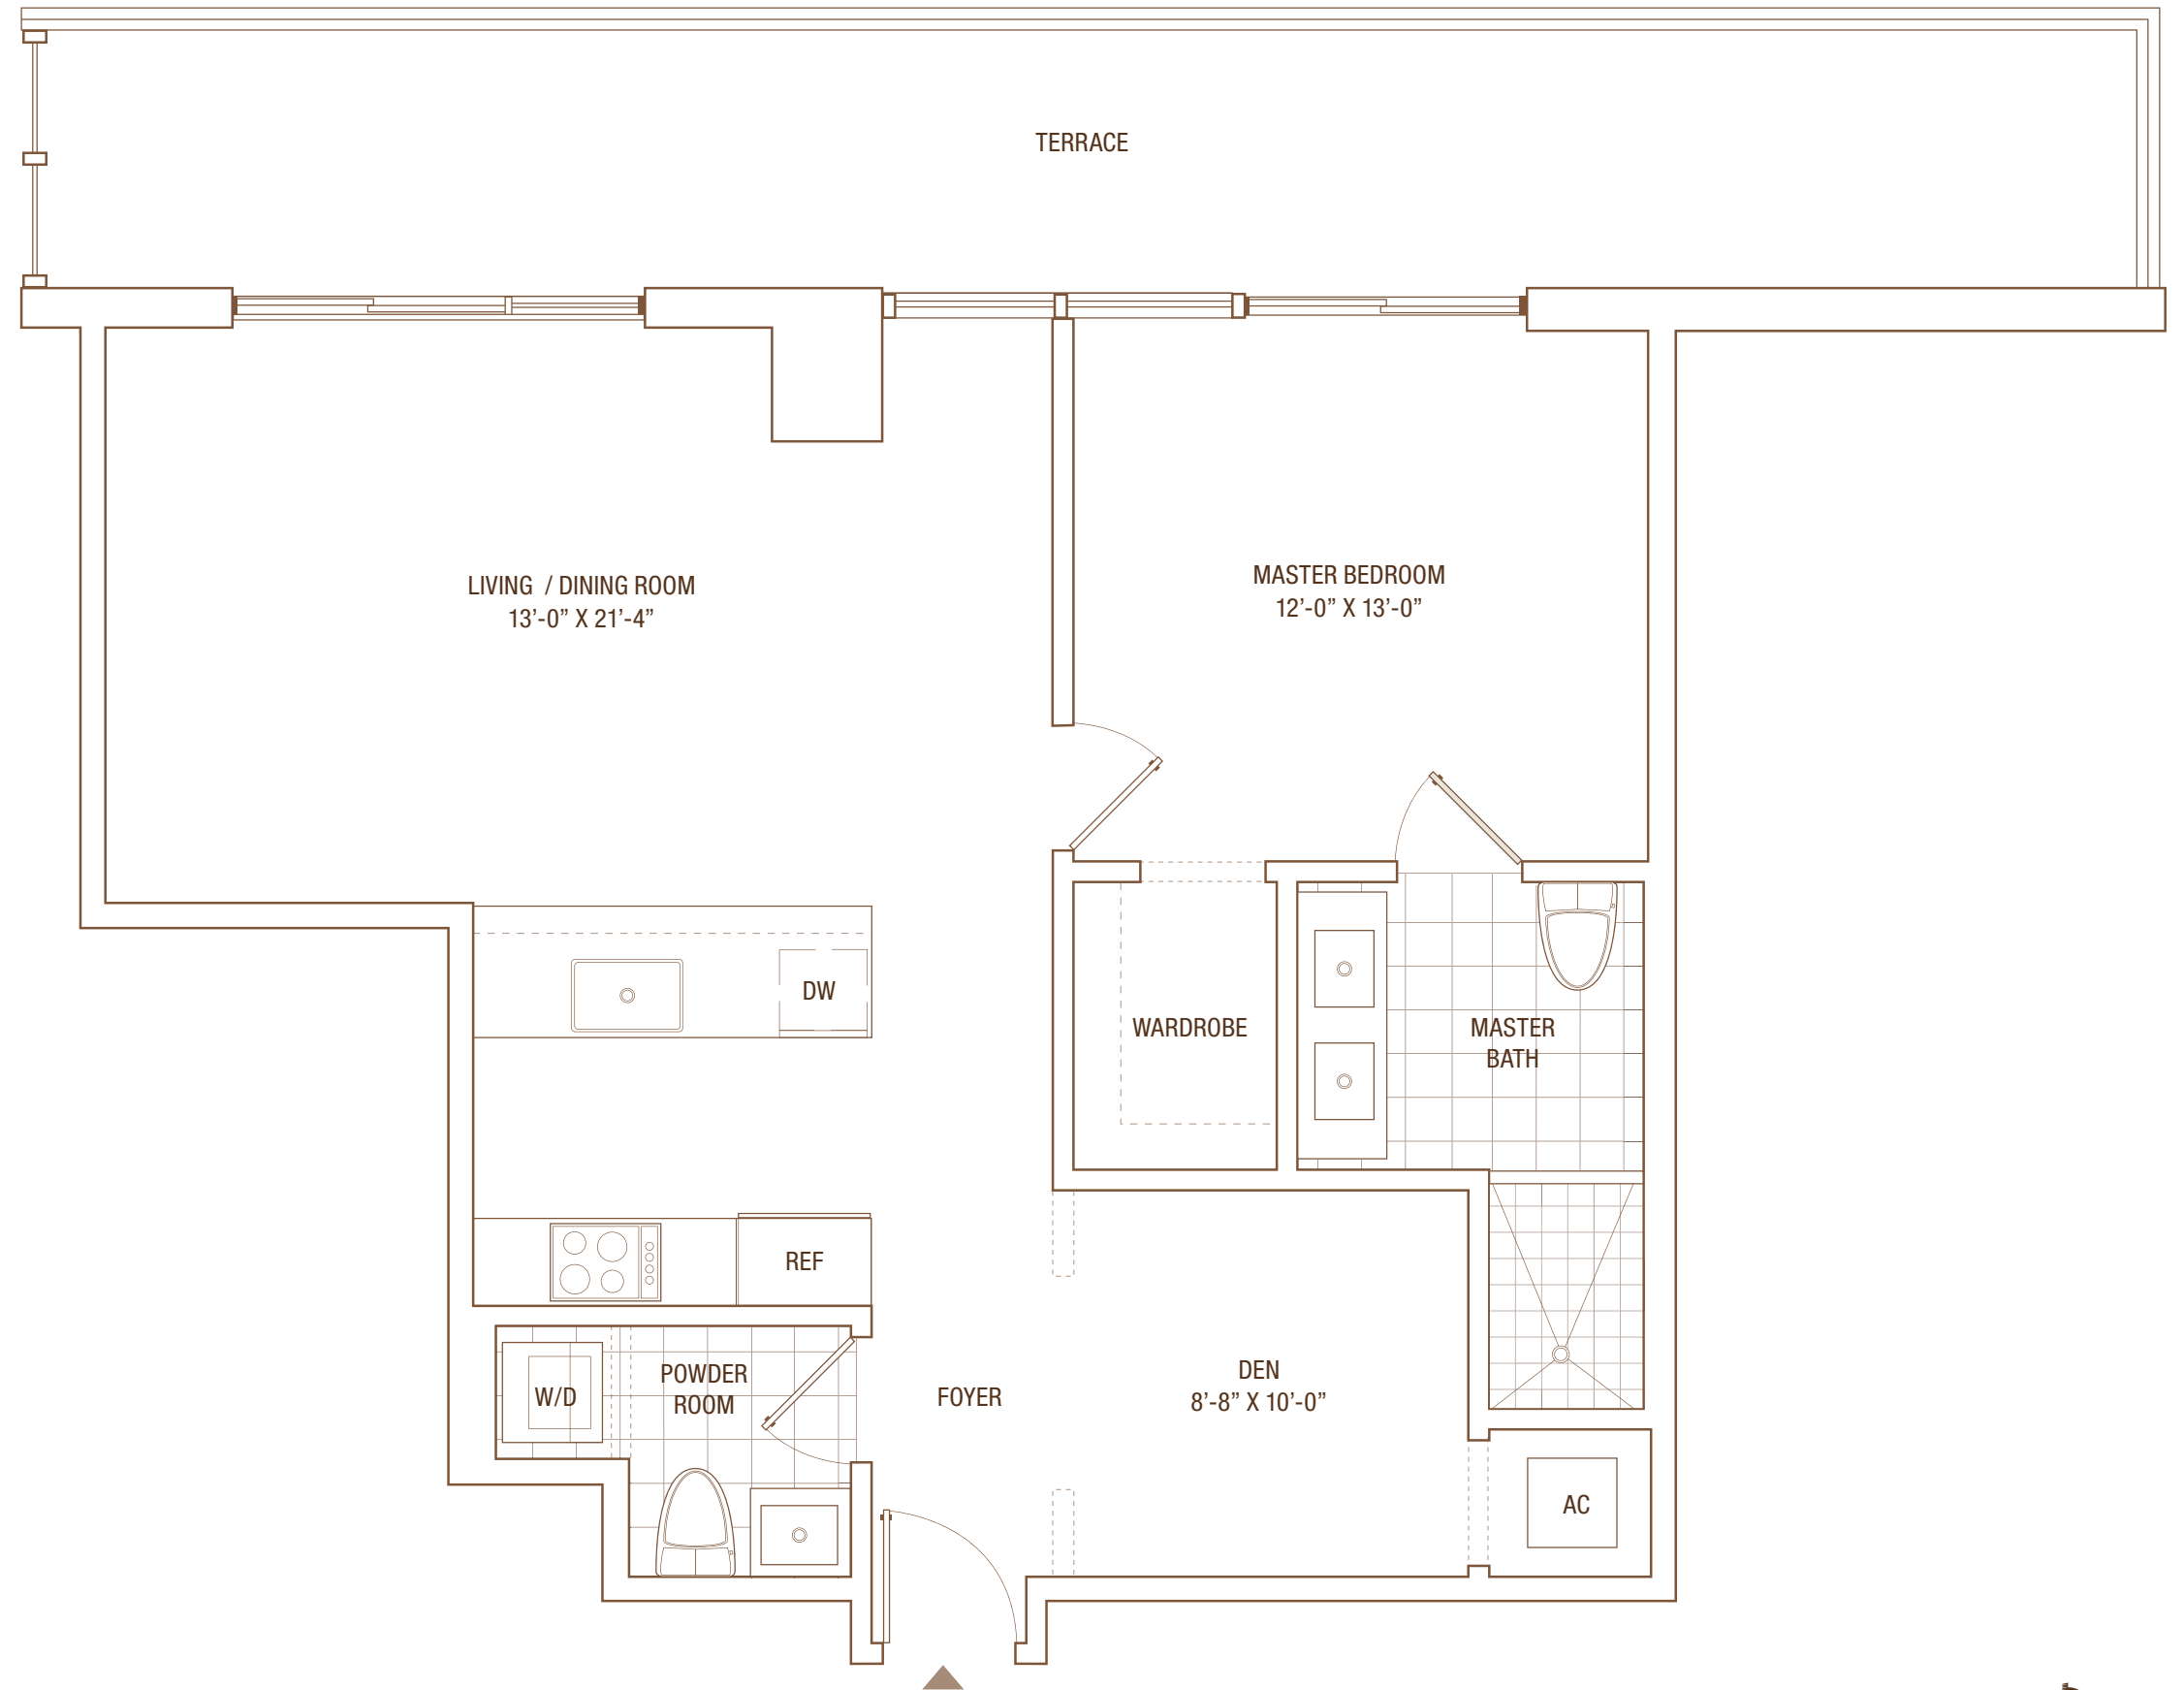 TERRACE
LIVING / DINING ROOM
13’-0” X 21’-4”
MASTER BEDROOM
12’-0” X 13’-0”
DW
WARDROBE
MASTER
BATH
REF
POWDER
ROOM
W/D
FOYER
DEN
8’-8” X 10’-0”
AC